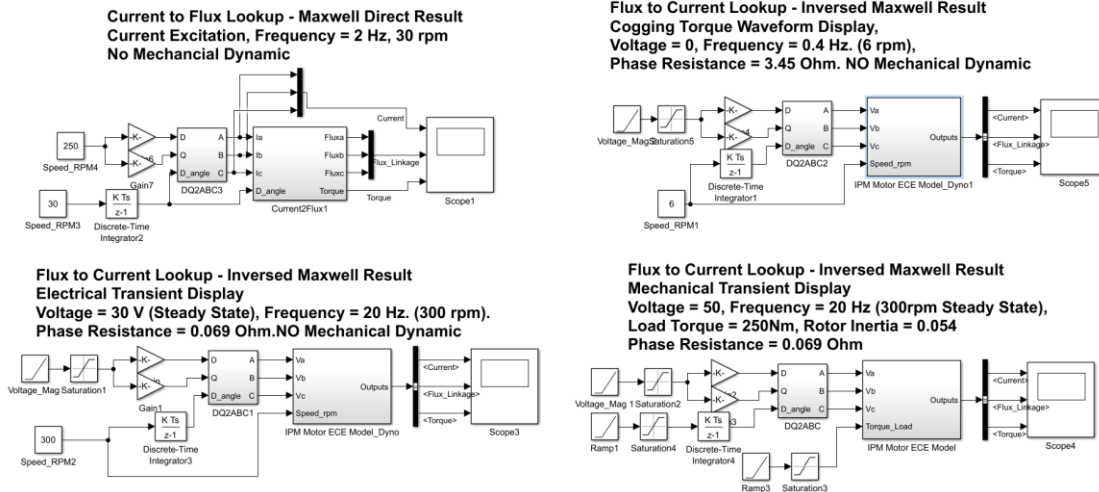 Current to Flux Lookup - Maxwell Direct Result
Current Excitation, Frequency = 2 Hz, 30 rpm
No Mechancial Dynamic
Current
250
-K-
-K-
Speed_RPM4
Gain7
D
Q
D_angle
A
B
C
DQ2ABC3
Ia
Ib
Ic
D_angle
Fluxa
Fluxb
Fluxc
Torque
Current2Flux1
Flux_Linkage
Torque
Scope1
30
Speed_RPM3
K Ts
z-1
Discrete-Time
Integrator2
Flux to Current Lookup - Inversed Maxwell Result
Cogging Torque Waveform Display,
Voltage = 0, Frequency = 0.4 Hz. (6 rpm),
Phase Resistance = 3.45 Ohm. NO Mechanical Dynamic
Voltage_Mag
Saturation5
-K-
-K-
D
Q
D_angle
A
B
C
DQ2ABC2
K Ts
z-1
Discrete-Time
Integrator1
Va
Vb
Vc
Speed_rpm
Outputs
IPM Motor ECE Model_Dyno1
<Current>
<Flux_Linkage>
<Torque>
Scope5
6
Speed_RPM1
Flux to Current Lookup - Inversed Maxwell Result
Electrical Transient Display
Voltage = 30 V (Steady State), Frequency = 20 Hz. (300 rpm).
Phase Resistance = 0.069 Ohm.NO Mechanical Dynamic
Voltage_Mag
Saturation1
-K-
-K-
Gain1
D
Q
D_angle
A
B
C
DQ2ABC1
Va
Vb
Vc
Speed_rpm
Outputs
IPM Motor ECE Model_Dyno
<Current>
<Flux_Linkage>
<Torque>
Scope3
300
Speed_RPM2
K Ts
z-1
Discrete-Time
Integrator3
Flux to Current Lookup - Inversed Maxwell Result
Mechanical Transient Display
Voltage = 50, Frequency = 20 Hz (300rpm Steady State),
Load Torque = 250Nm, Rotor Inertia = 0.054
Phase Resistance = 0.069 Ohm
Voltage_Mag 1
Saturation2
-K-
-K-
D
Q
D_angle
A
B
C
DQ2ABC
Va
Vb
Vc
Torque_Load
Outputs
IPM Motor ECE Model
<Current>
<Flux_Linkage>
<Torque>
Scope4
Ramp1
Saturation4
K Ts
z-1
Discrete-Time
Integrator4
Ramp3
Saturation3